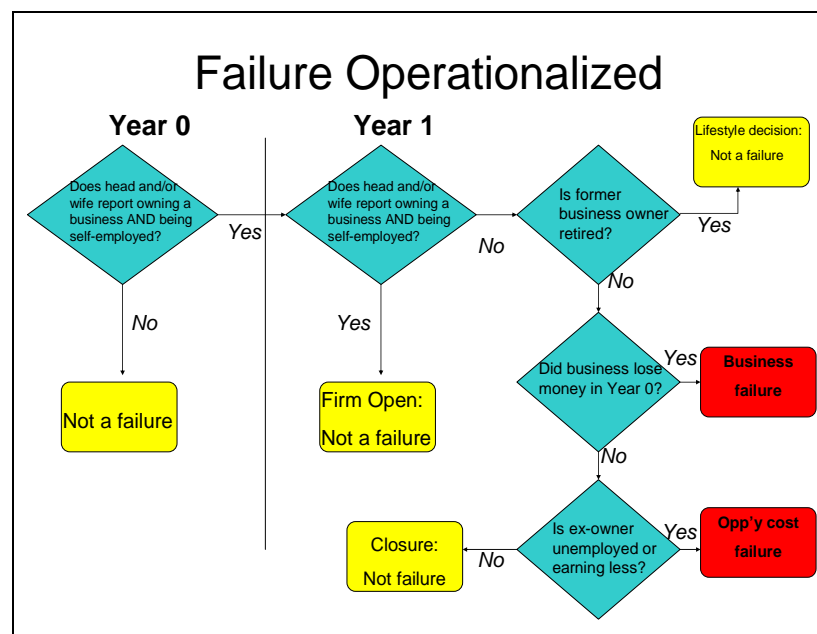 Failure Operationalized
Year 0
Year 1
Does head and/or
wife report owning a
business AND being
self-employed?
Yes
No
Not a failure
Does head and/or
wife report owning a
business AND being
self-employed?
No
Yes
Firm Open:
Not a failure
Is former
business owner
retired?
Yes
Lifestyle decision:
Not a failure
No
Did business lose
money in Year 0?
Yes
Business
failure
No
Is ex-owner
unemployed or
earning less?
Yes
Opp'y cost
failure
No
Closure:
Not failure